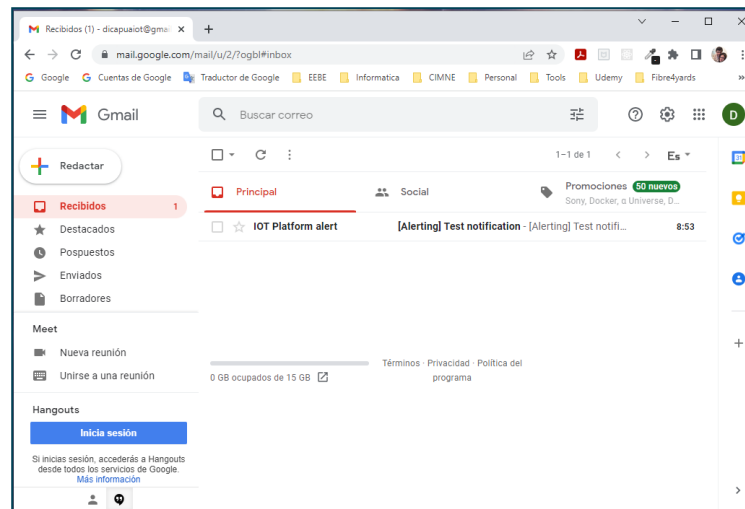 Recibidos (1) - dicapuaiot@gmai
mail.google.com/mail/u/2/?ogbl#inbox
Google Cuentas de Google Traductor de Google EEBE Informatica CIMNE Personal Tools Udemy Fibre4yards »
Gmail
Buscar correo
D
Redactar
1–1 de 1
Es
Principal
Social
Promociones 50 nuevos
Sony, Docker, α Universe, D...
Recibidos 1
IOT Platform alert [Alerting] Test notification - [Alerting] Test notifi... 8:53
Destacados
Pospuestos
Enviados
Borradores
Meet
Nueva reunión
Unirse a una reunión
0 GB ocupados de 15 GB
Términos · Privacidad · Política del
programa
Hangouts
Inicia sesión
Si inicias sesión, accederás a Hangouts
desde todos los servicios de Google.
Más información
31